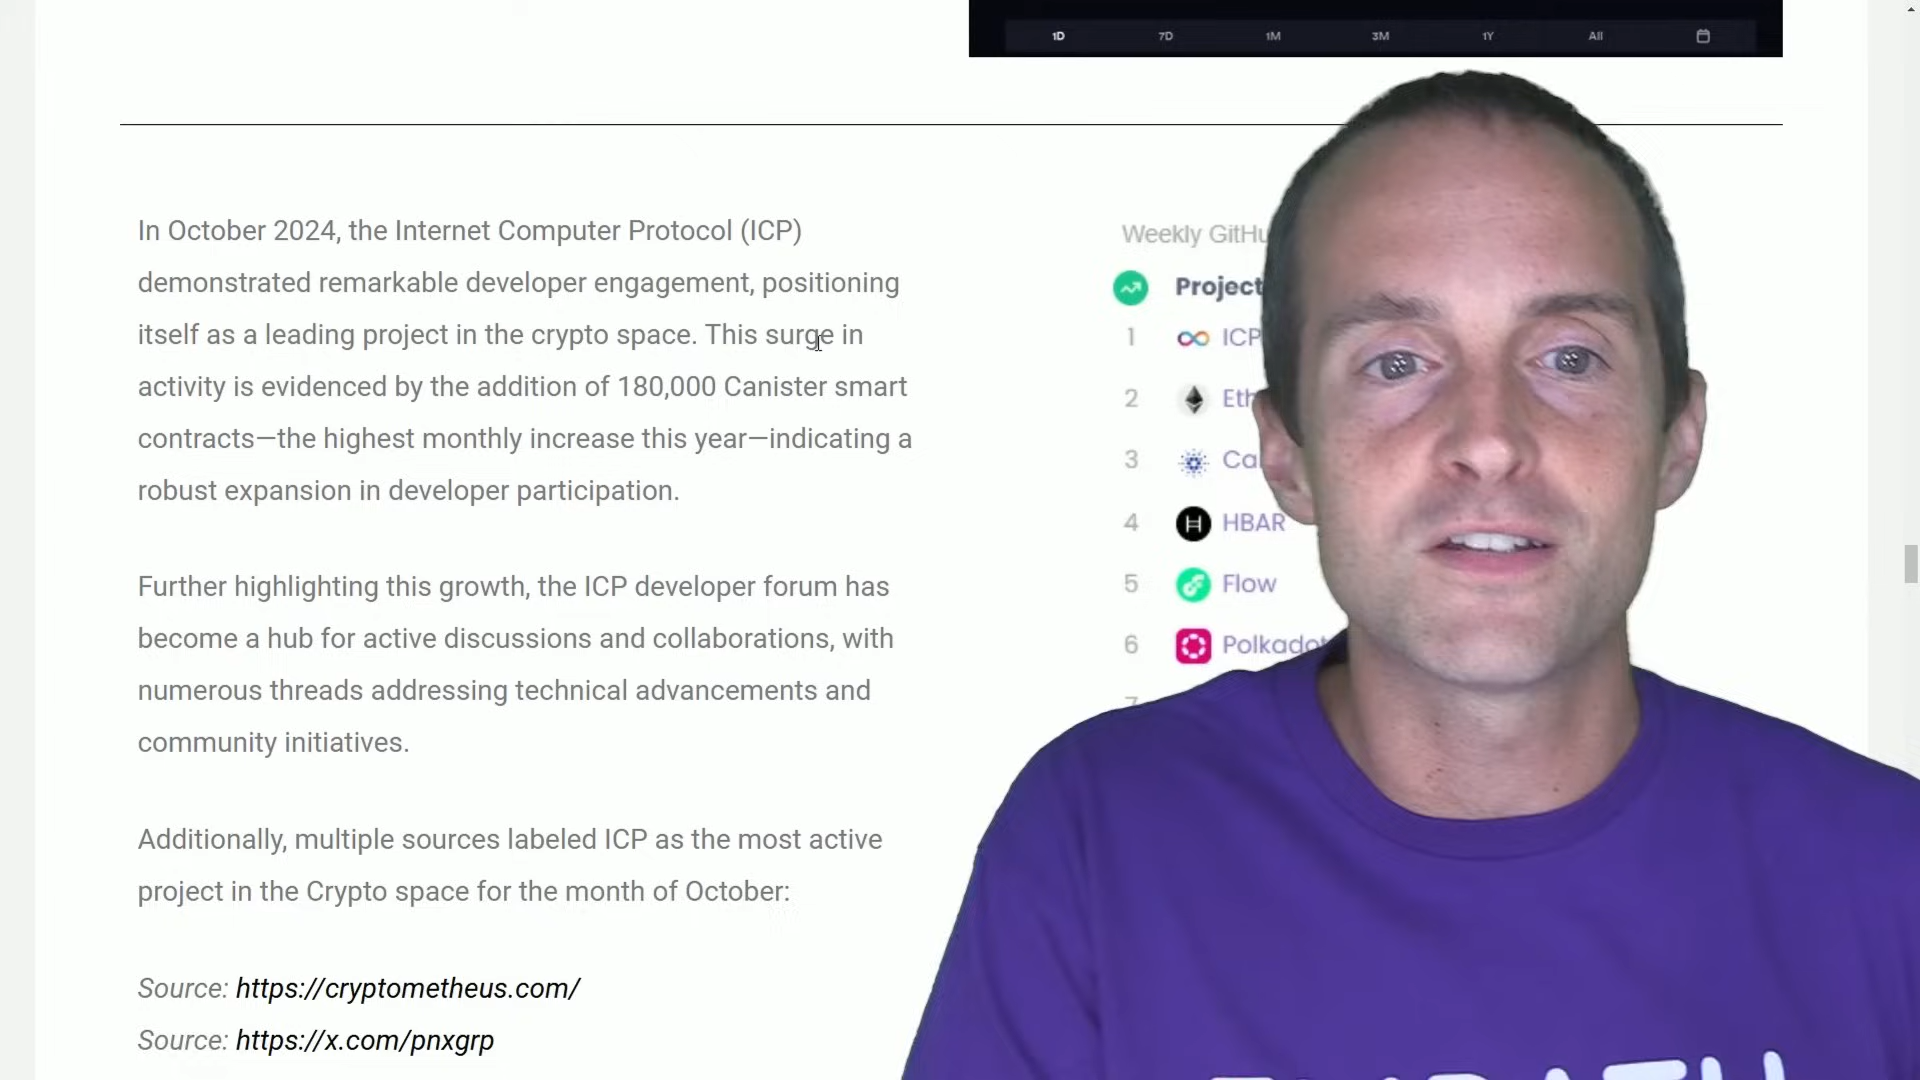 1D 7D 1M 3M 1Y All
In October 2024, the Internet Computer Protocol (ICP)
demonstrated remarkable developer engagement, positioning
itself as a leading project in the crypto space. This surge in
activity is evidenced by the addition of 180,000 Canister smart
contracts—the highest monthly increase this year—indicating a
robust expansion in developer participation.
Further highlighting this growth, the ICP developer forum has
become a hub for active discussions and collaborations, with
numerous threads addressing technical advancements and
community initiatives.
Additionally, multiple sources labeled ICP as the most active
project in the Crypto space for the month of October:
Source: https://cryptometheus.com/
Source: https://x.com/pnxgrp
Weekly
Project
1 ICP
2
3
4 HBAR
5 Flow
6 Polkadot